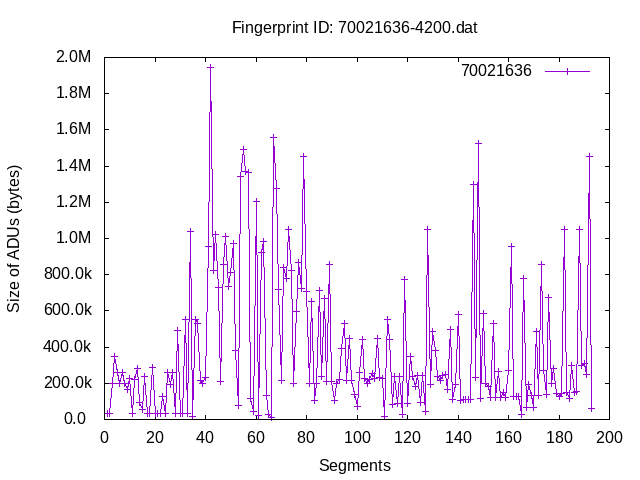 Fingerprint ID: 70021636-4200.dat
70021636
2.0M
1.8M
1.6M
1.4M
1.2M
1.0M
800.0k
600.0k
400.0k
200.0k
0.0
Size of ADUs (bytes)
0 20 40 60 80 100 120 140 160 180 200
Segments